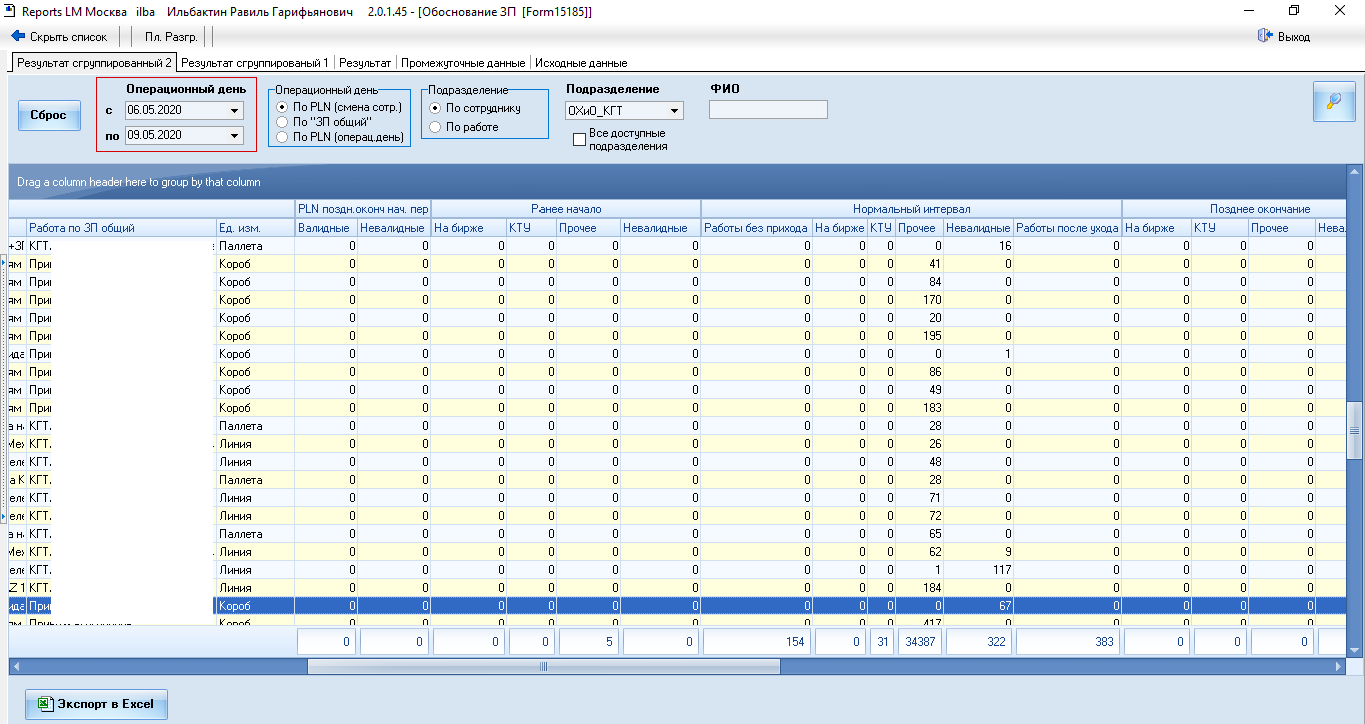 Reports LM Москва ilba Ильбактин Равиль Гарифьянович 2.0.1.45 - [Обоснование ЗП [Form15185]]
Скрыть список Пл. Разгр. Выход
Результат сгруппированный 2 Результат сгруппированый 1 Результат Промежуточные данные Исходные данные
Операционный день
с 06.05.2020
по 09.05.2020
Сброс
Операционный день
По PLN (смена сотр.)
По "ЗП общий"
По PLN (операц.день)
Подразделение
По сотруднику
По работе
Подразделение
ОХиО_КГТ
Все доступные
подразделения
ФИО
Drag a column header here to group by that column
PLN поздн.оконч нач. пер Ранее начало Нормальный интервал Позднее окончание
Работа по ЗП общий Ед. изм. Валидные Невалидные На бирже КТУ Прочее Невалидные Работы без прихода На бирже КТУ Прочее Невалидные Работы после ухода На бирже КТУ Прочее Нева
+ЗП КГТ. Паллета 0 0 0 0 0 0 0 0 0 0 16 0 0 0 0
ям При Короб 0 0 0 0 0 0 0 0 0 41 0 0 0 0 0
ям При Короб 0 0 0 0 0 0 0 0 0 84 0 0 0 0 0
ям При Короб 0 0 0 0 0 0 0 0 0 170 0 0 0 0 0
ям При Короб 0 0 0 0 0 0 0 0 0 20 0 0 0 0 0
ям При Короб 0 0 0 0 0 0 0 0 0 195 0 0 0 0 0
ида При Короб 0 0 0 0 0 0 0 0 0 0 1 0 0 0 0
ям При Короб 0 0 0 0 0 0 0 0 0 86 0 0 0 0 0
ям При Короб 0 0 0 0 0 0 0 0 0 49 0 0 0 0 0
ям При Короб 0 0 0 0 0 0 0 0 0 183 0 0 0 0 0
а н КГТ. Паллета 0 0 0 0 0 0 0 0 0 28 0 0 0 0 0
Мех КГТ. Линия 0 0 0 0 0 0 0 0 0 26 0 0 0 0 0
еле КГТ. Линия 0 0 0 0 0 0 0 0 0 48 0 0 0 0 0
а К КГТ. Паллета 0 0 0 0 0 0 0 0 0 28 0 0 0 0 0
еле КГТ. Линия 0 0 0 0 0 0 0 0 0 71 0 0 0 0 0
еле КГТ. Линия 0 0 0 0 0 0 0 0 0 72 0 0 0 0 0
а н КГТ. Паллета 0 0 0 0 0 0 0 0 0 65 0 0 0 0 0
Мех КГТ. Линия 0 0 0 0 0 0 0 0 0 62 9 0 0 0 0
еле КГТ. Линия 0 0 0 0 0 0 0 0 0 1 117 0 0 0 0
Z 1 КГТ. Линия 0 0 0 0 0 0 0 0 0 184 0 0 0 0 0
ида При Короб 0 0 0 0 0 0 0 0 0 0 67 0 0 0 0
ям Короб 0 0 0 0 0 0 0 0 0 417 0 0 0 0 0
0 0 0 0 5 0 154 0 31 34387 322 383 0 0 0
Экспорт в Excel